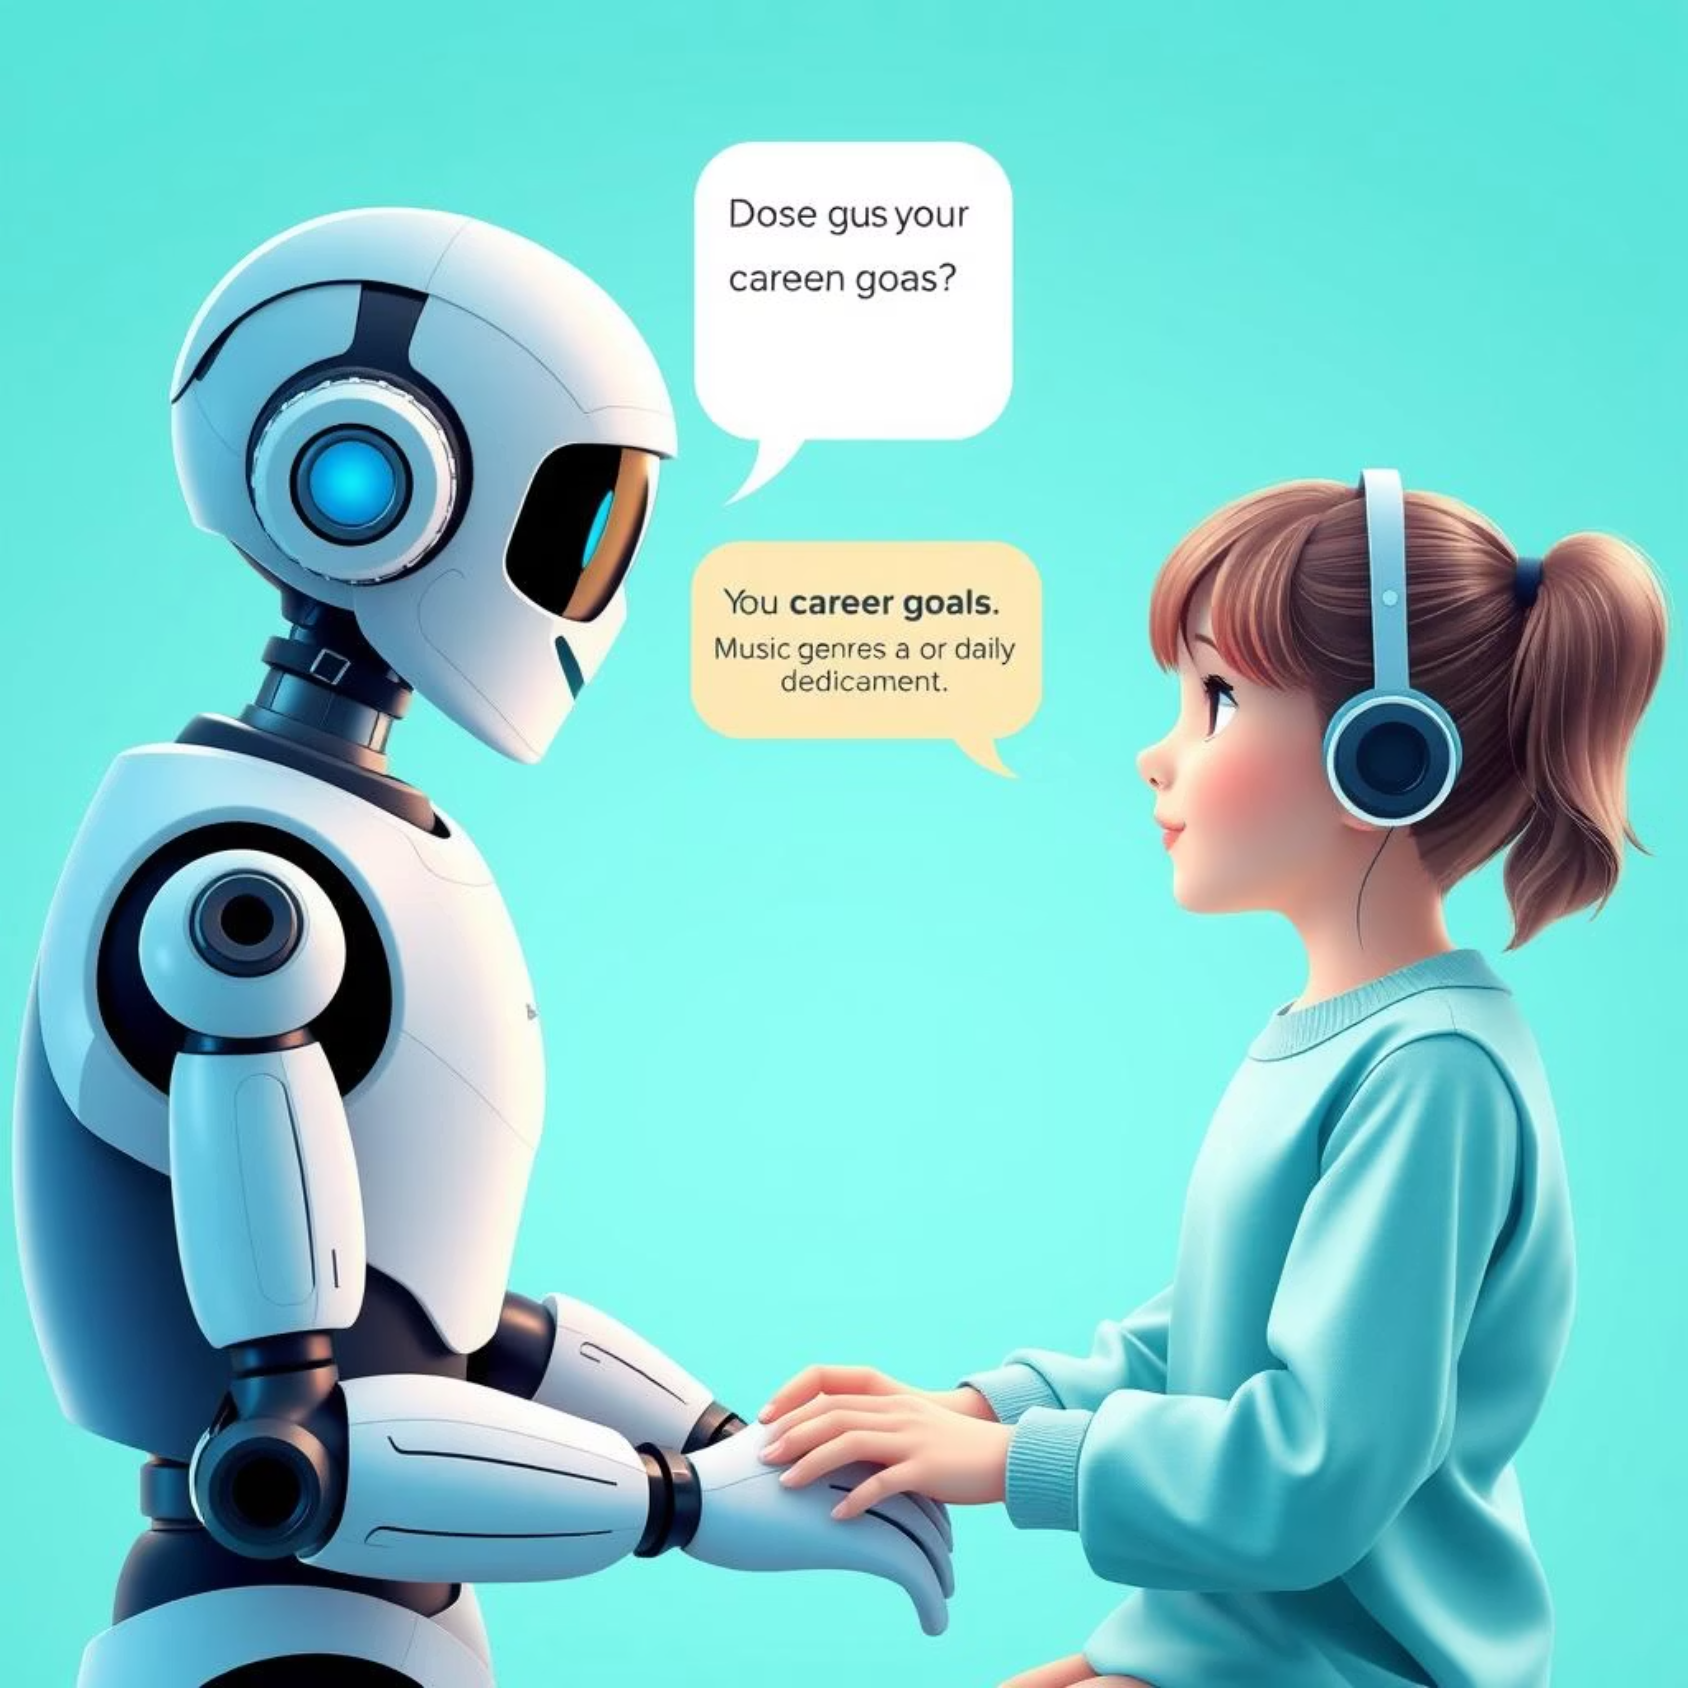 Dose gus your
careen goas?
You career goals.
Music genres a or daily
dedicament.